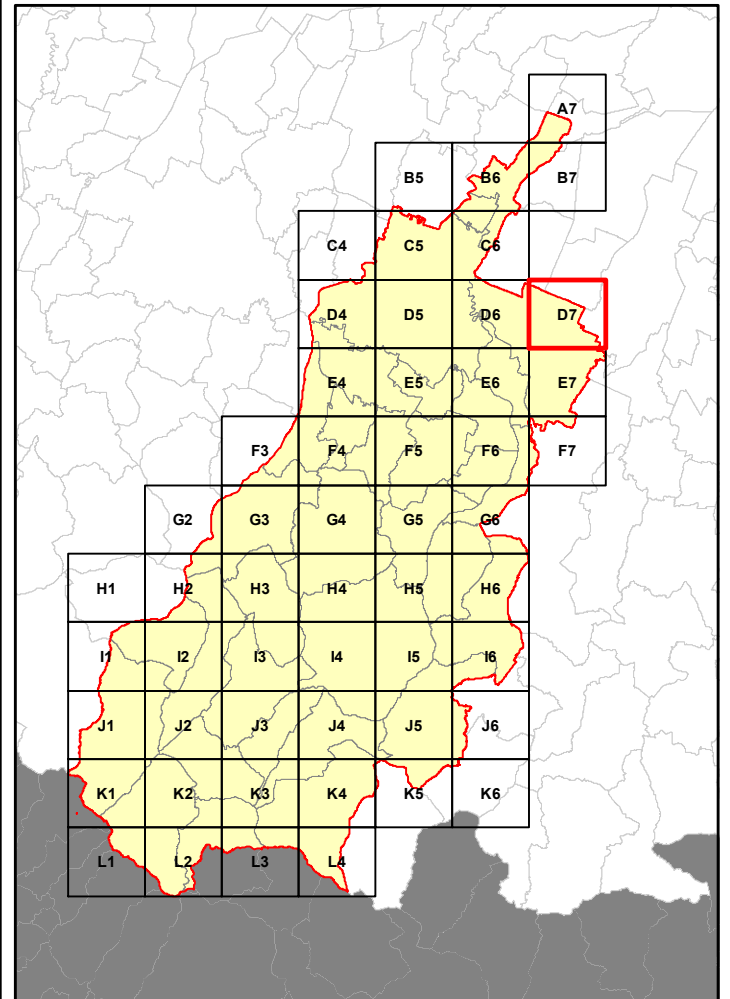 A7
B5 B6 B7
C4 C5 C6
D4 D5 D6 D7
E4 E5 E6 E7
F3 F4 F5 F6 F7
G2 G3 G4 G5 G6
H1 H2 H3 H4 H5 H6
I1 I2 I3 I4 I5 I6
J1 J2 J3 J4 J5 J6
K1 K2 K3 K4 K5 K6
L1 L2 L3 L4